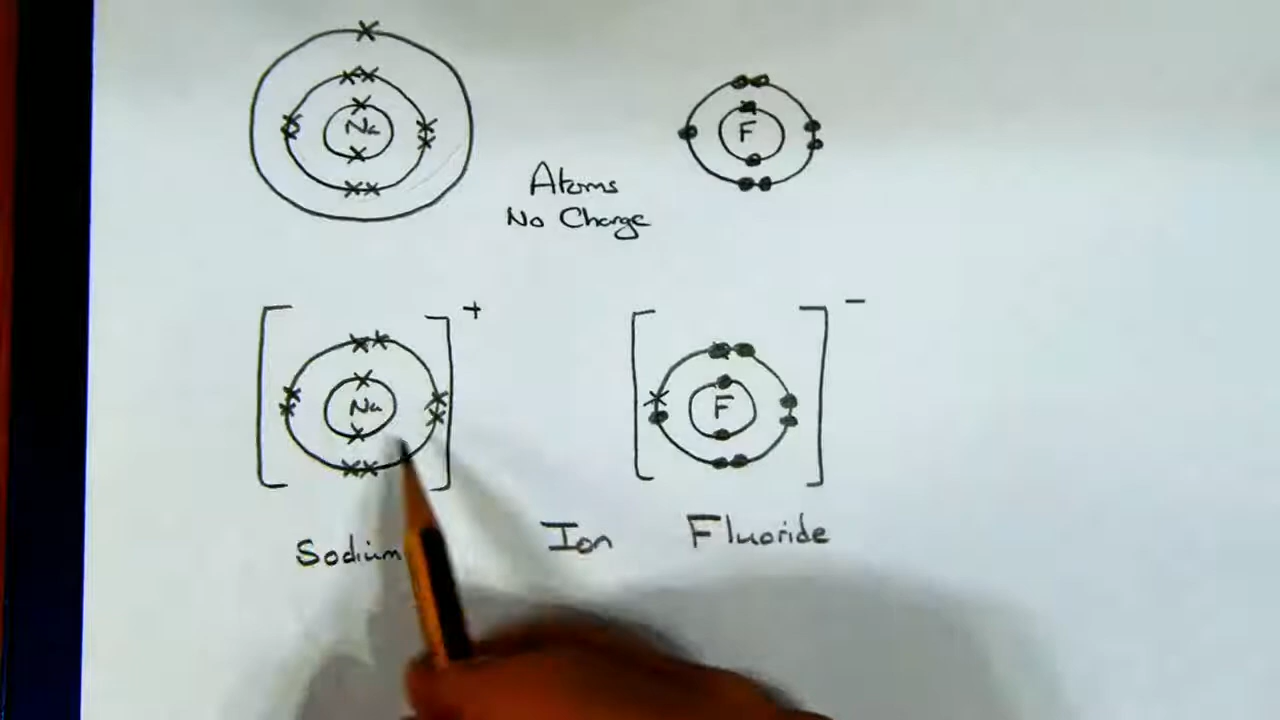 Na
F
Atoms
No Charge
+
−
Na
F
Sodium
Ion
Fluoride